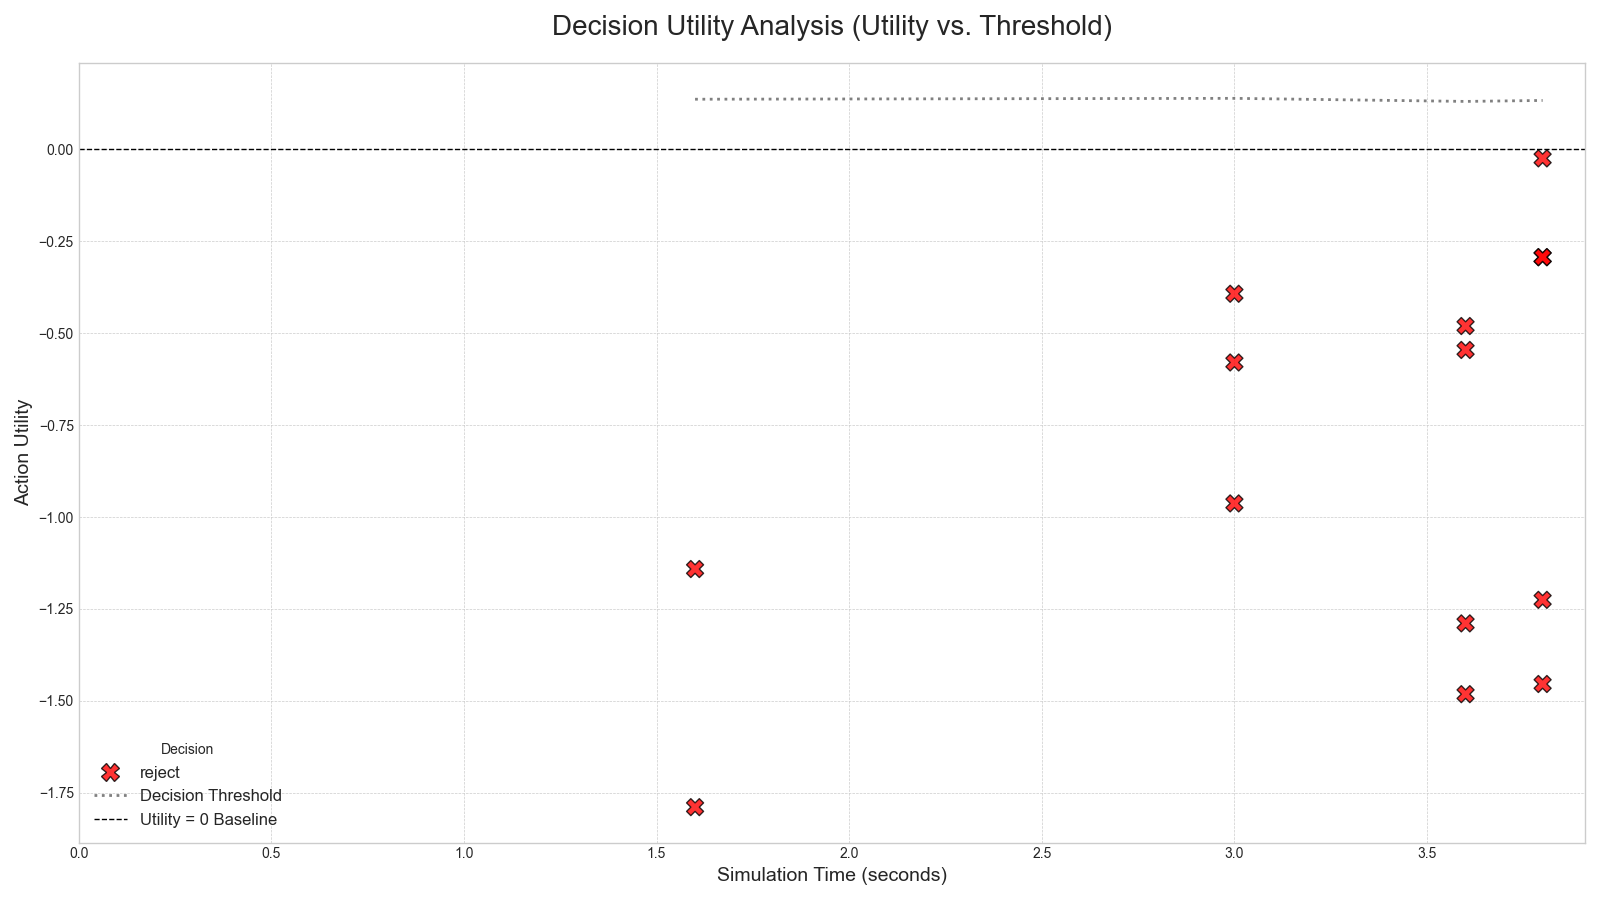 Decision Utility Analysis (Utility vs. Threshold)
0.00
−0.25
−0.50
−0.75
−1.00
−1.25
−1.50
−1.75
Action Utility
Decision
reject
Decision Threshold
Utility = 0 Baseline
0.0 0.5 1.0 1.5 2.0 2.5 3.0 3.5
Simulation Time (seconds)